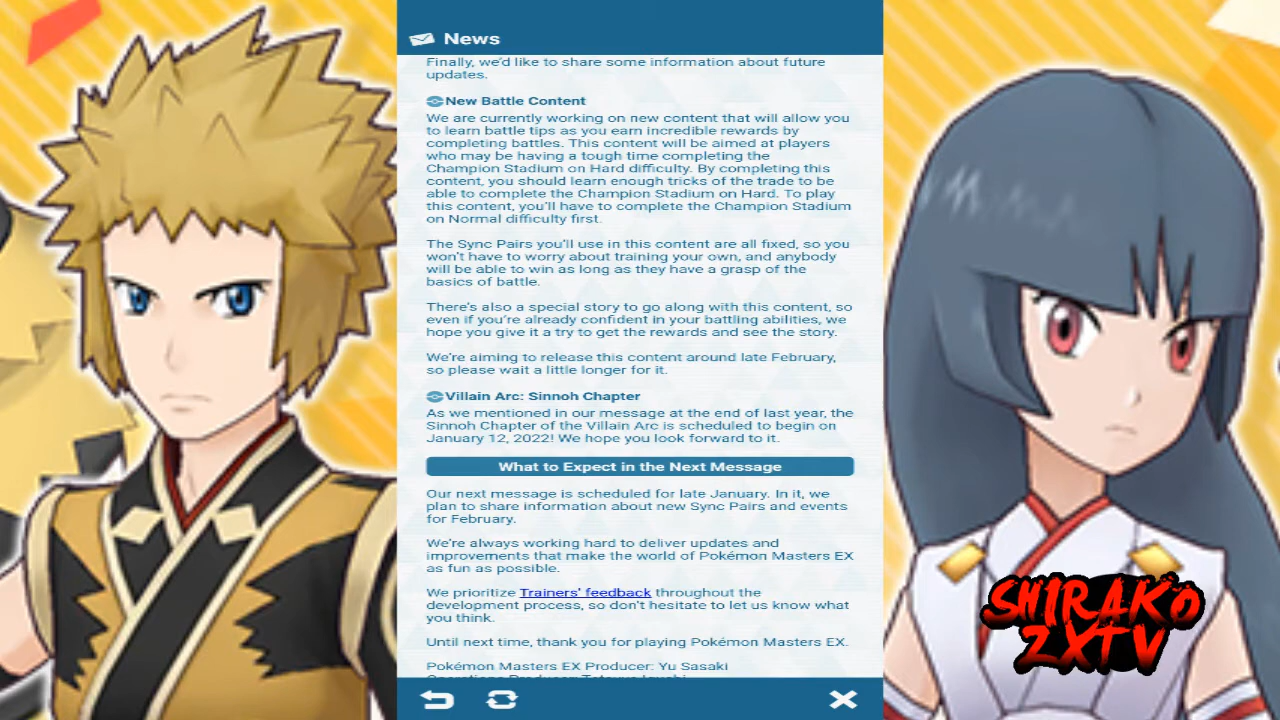 News
Finally, we'd like to share some information about future
updates.
New Battle Content
We are currently working on new content that will allow you
to learn battle tips as you earn incredible rewards by
completing battles. This content will be aimed at players
who may be having a tough time completing the
Champion Stadium on Hard difficulty. By completing this
content, you should learn enough tricks of the trade to be
able to complete the Champion Stadium on Hard. To play
this content, you'll have to complete the Champion Stadium
on Normal difficulty first.
The Sync Pairs you'll use in this content are all fixed, so you
won't have to worry about training your own, and anybody
will be able to win as long as they have a grasp of the
basics of battle.
There's also a special story to go along with this content, so
even if you're already confident in your battling abilities, we
hope you give it a try to get the rewards and see the story.
We're aiming to release this content around late February,
so please wait a little longer for it.
Villain Arc: Sinnoh Chapter
As we mentioned in our message at the end of last year, the
Sinnoh Chapter of the Villain Arc is scheduled to begin on
January 12, 2022! We hope you look forward to it.
What to Expect in the Next Message
Our next message is scheduled for late January. In it, we
plan to share information about new Sync Pairs and events
for February.
We're always working hard to deliver updates and
improvements that make the world of Pokémon Masters EX
as fun as possible.
We prioritize Trainers' feedback throughout the
development process, so don't hesitate to let us know what
you think.
Until next time, thank you for playing Pokémon Masters EX.
Pokémon Masters EX Producer: Yu Sasaki
SHIRAKO
ZXTV